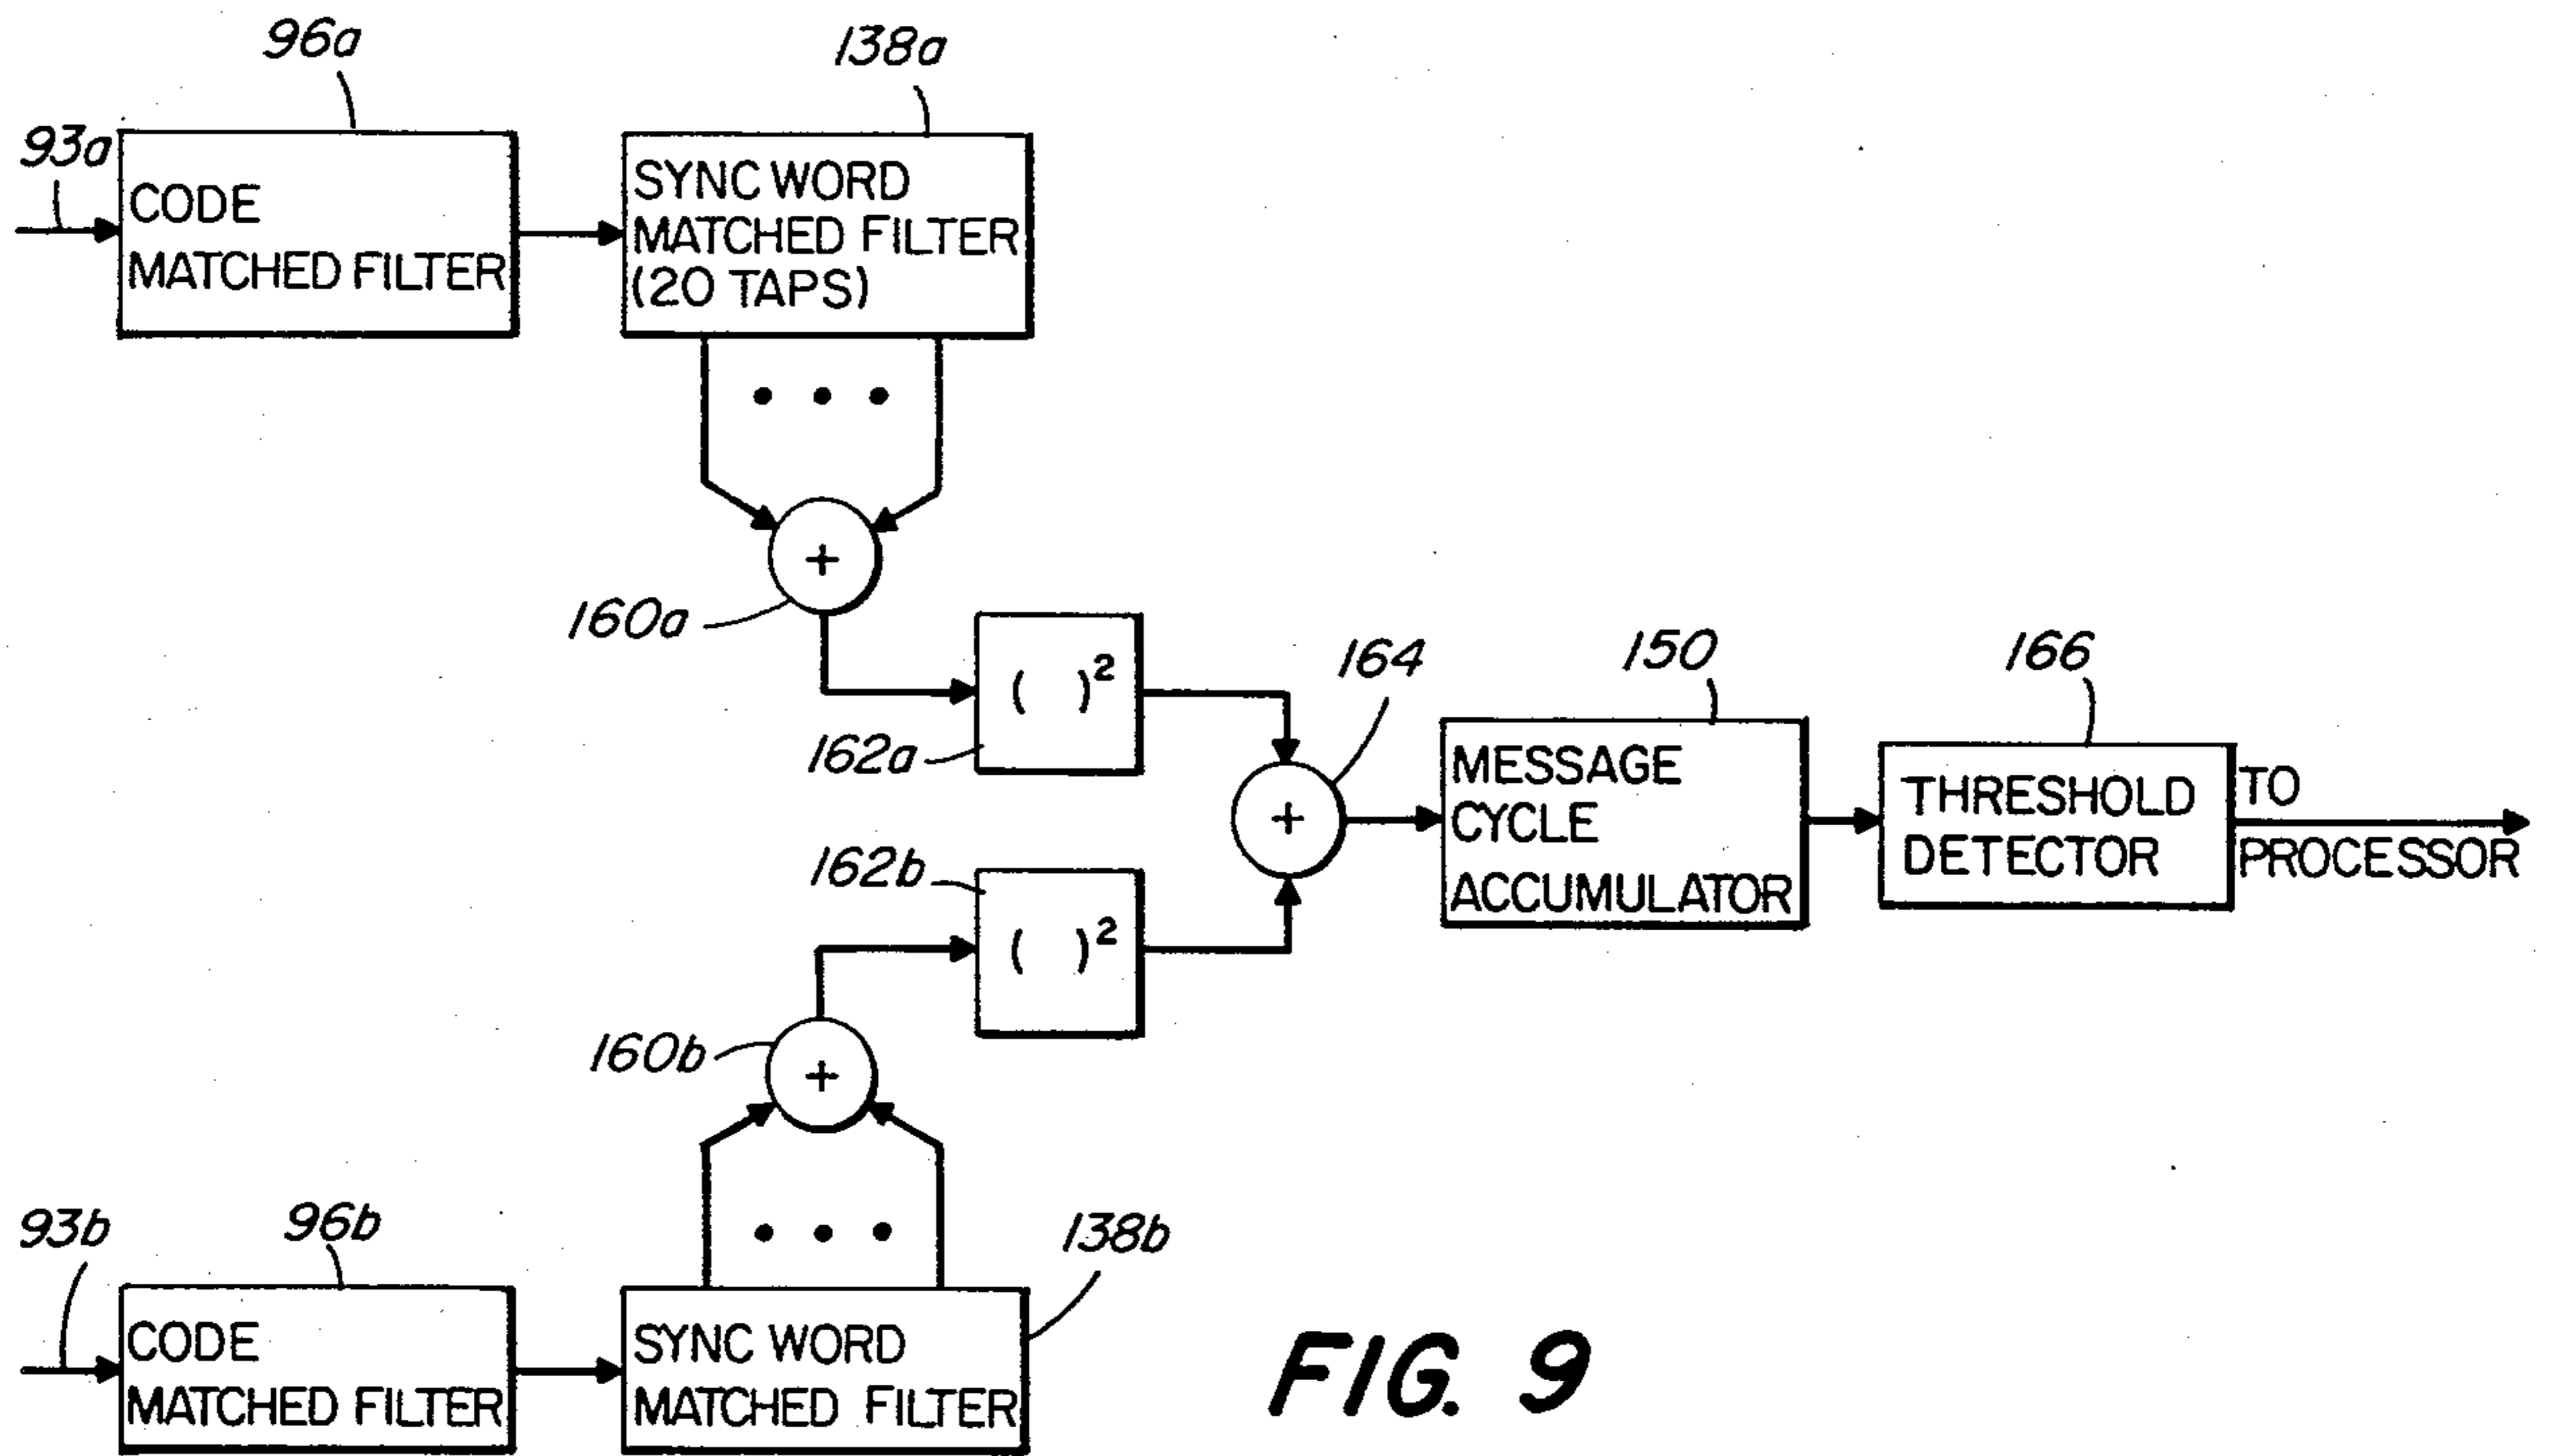 96a
138a
93a
CODE
MATCHED FILTER
SYNC WORD
MATCHED FILTER
(20 TAPS)
+
160a
( )²
162a
164
150
166
+
MESSAGE
CYCLE
ACCUMULATOR
THRESHOLD
DETECTOR
TO
PROCESSOR
162b
( )²
160b
+
93b
96b
138b
CODE
MATCHED FILTER
SYNC WORD
MATCHED FILTER
FIG. 9